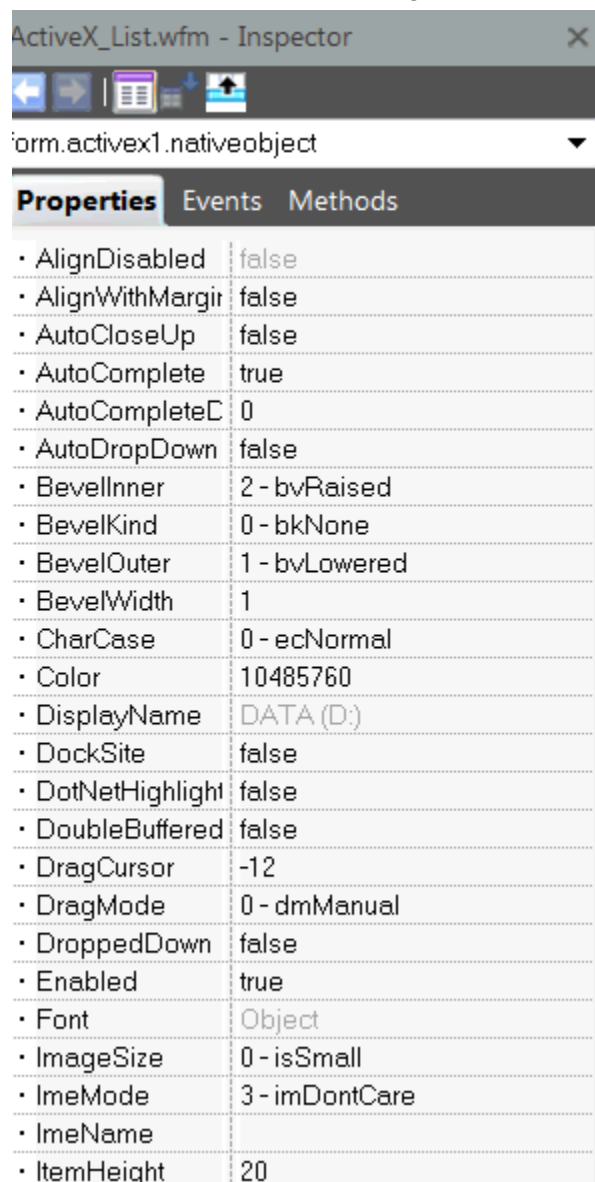 ActiveX_List.wfm - Inspector
form.activex1.nativeobject
Properties Events Methods
AlignDisabled false
AlignWithMargin false
AutoCloseUp false
AutoComplete true
AutoCompleteD 0
AutoDropDown false
BevelInner 2 - bvRaised
BevelKind 0 - bkNone
BevelOuter 1 - bvLowered
BevelWidth 1
CharCase 0 - ecNormal
Color 10485760
DisplayName DATA (D:)
DockSite false
DotNetHighlight false
DoubleBuffered false
DragCursor -12
DragMode 0 - dmManual
DroppedDown false
Enabled true
Font Object
ImageSize 0 - isSmall
ImeMode 3 - imDontCare
ImeName
ItemHeight 20